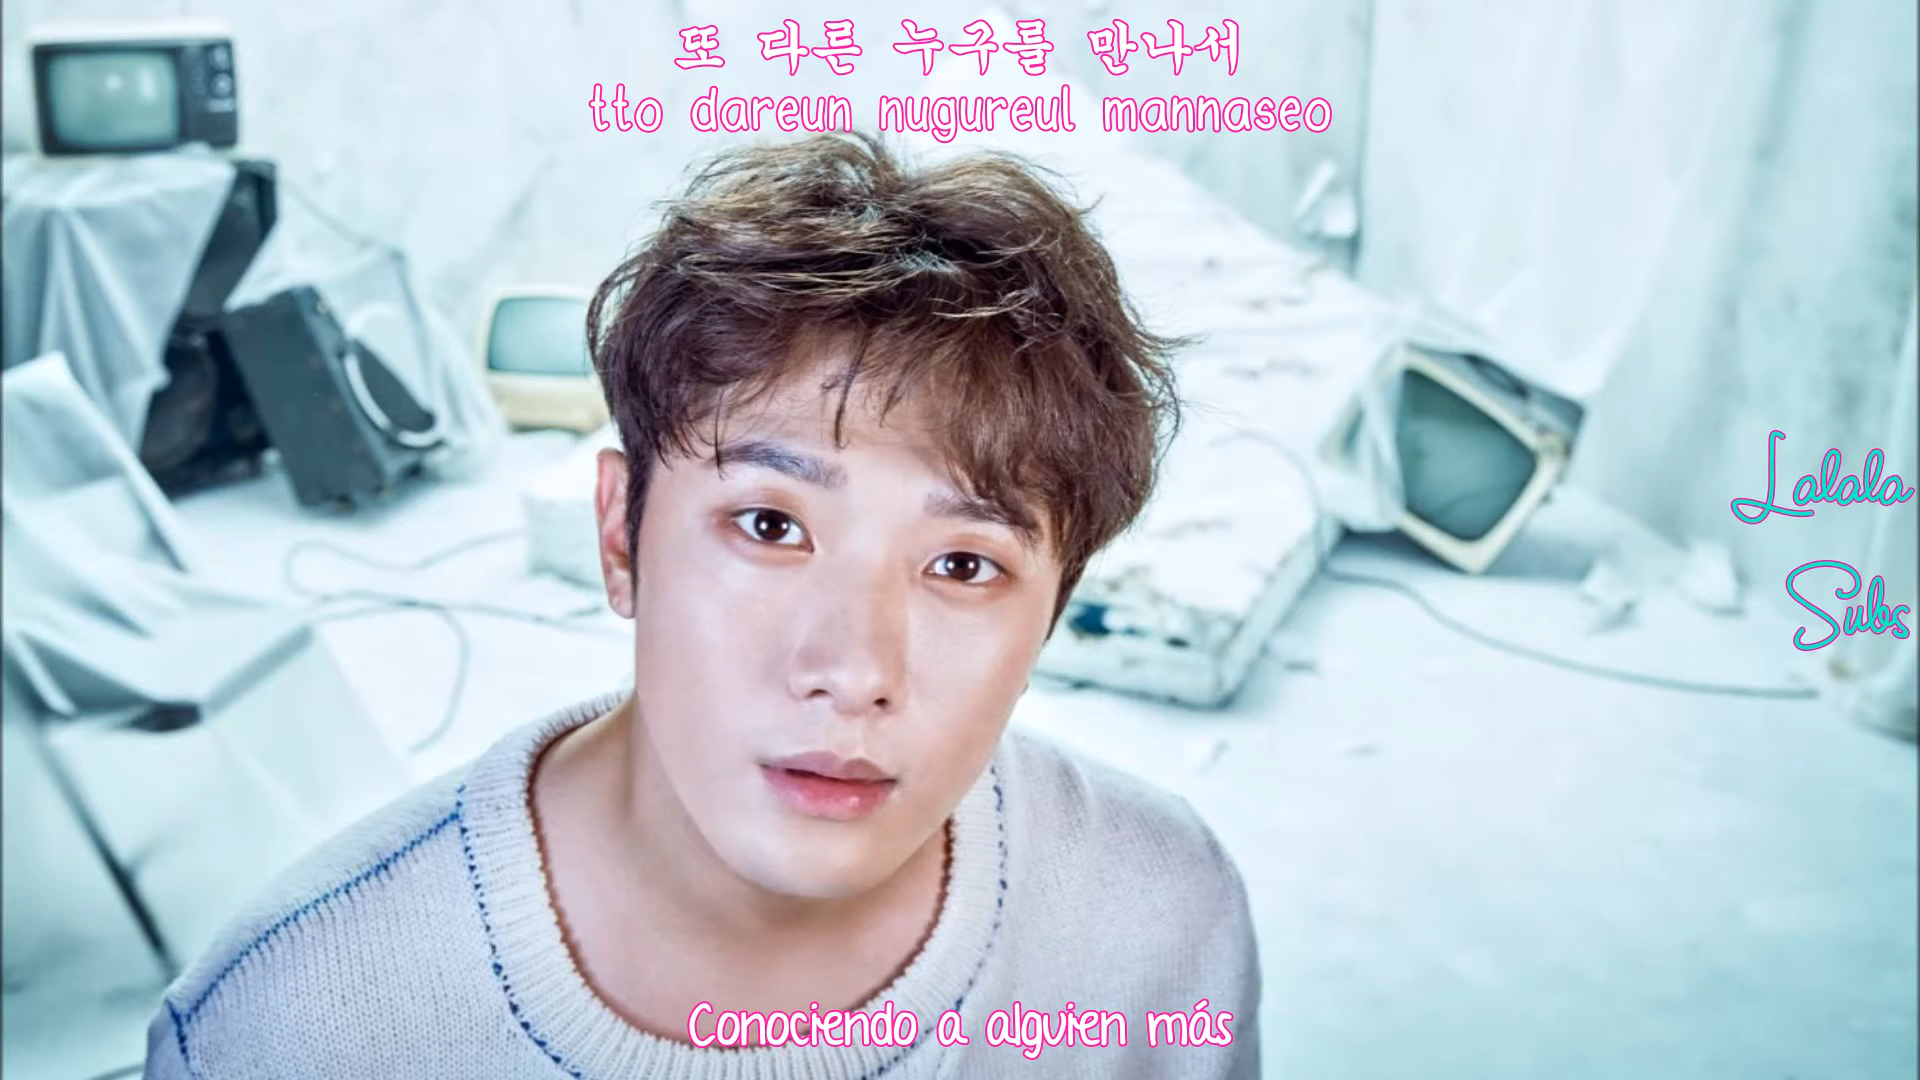 또 다른 누구를 만나서
tto dareun nugureul mannaseo
Lalala
Subs
Conociendo a alguien más